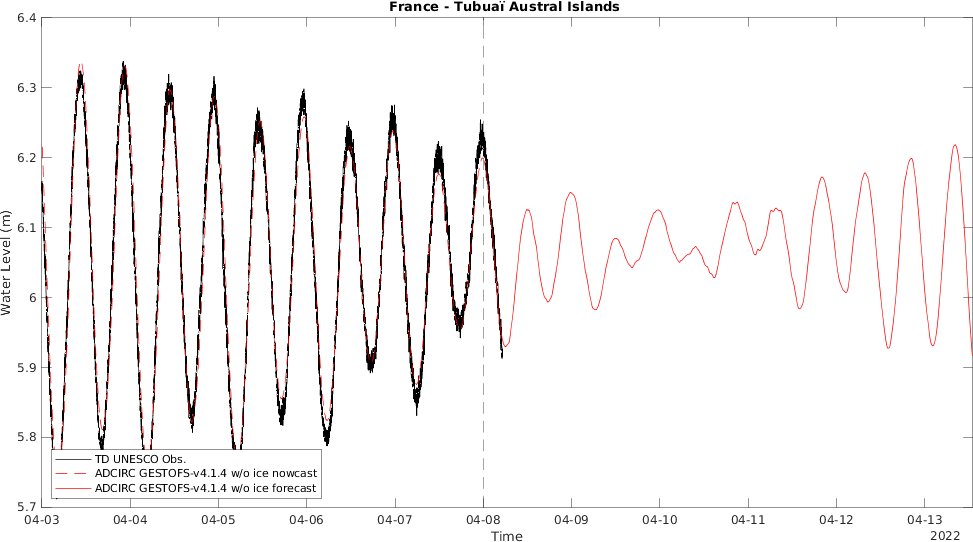 France - Tubuaï Austral Islands
Water Level (m)
6.4
6.3
6.2
6.1
6
5.9
5.8
5.7
TD UNESCO Obs.
ADCIRC GESTOFS-v4.1.4 w/o ice nowcast
ADCIRC GESTOFS-v4.1.4 w/o ice forecast
04-03 04-04 04-05 04-06 04-07 04-08 04-09 04-10 04-11 04-12 04-13
Time
2022